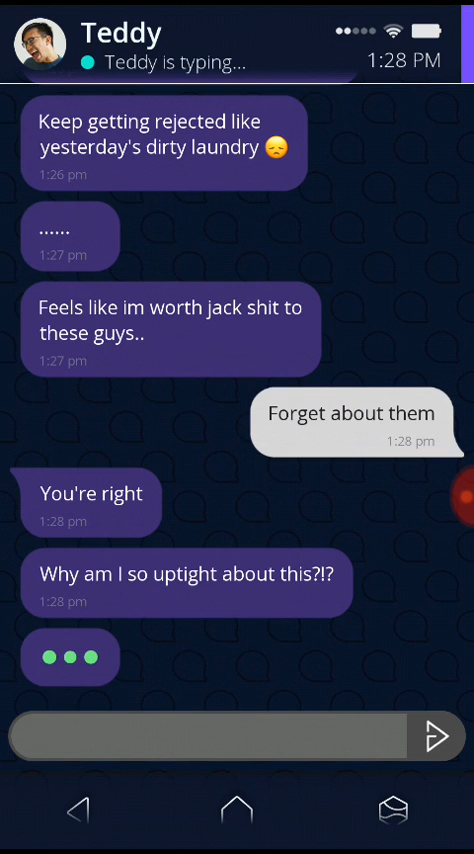 Teddy
Teddy is typing...
1:28 PM
Keep getting rejected like
yesterday's dirty laundry 😞
1:26 pm
......
1:27 pm
Feels like im worth jack shit to
these guys..
1:27 pm
Forget about them
1:28 pm
You're right
1:28 pm
Why am I so uptight about this?!?
1:28 pm